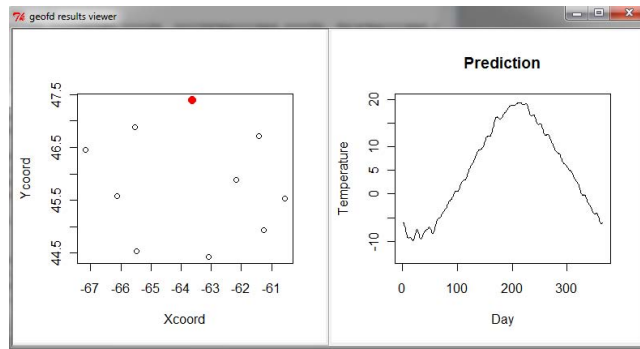 geofd results viewer
47.5
46.5
45.5
44.5
Ycoord
-67 -66 -65 -64 -63 -62 -61
Xcoord
Prediction
20
10
5
0
-10
Temperature
0 100 200 300
Day